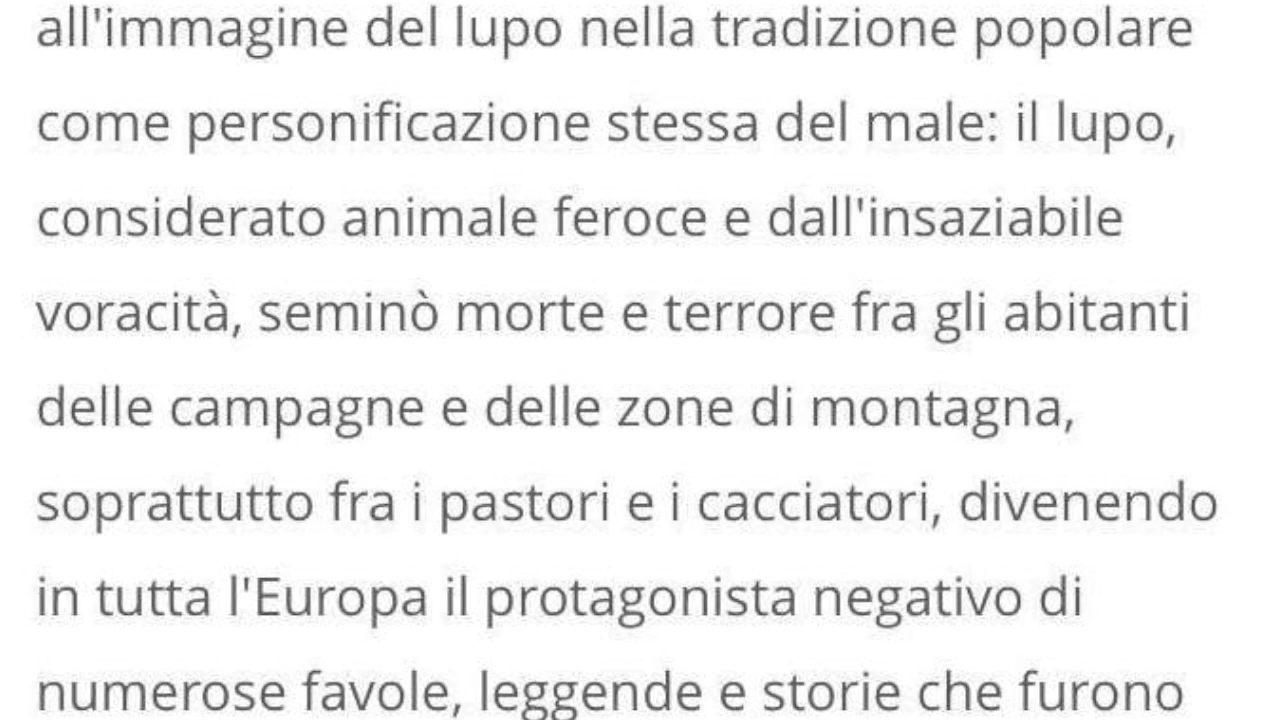 all'immagine del lupo nella tradizione popolare
come personificazione stessa del male: il lupo,
considerato animale feroce e dall'insaziabile
voracità, seminò morte e terrore fra gli abitanti
delle campagne e delle zone di montagna,
soprattutto fra i pastori e i cacciatori, divenendo
in tutta l'Europa il protagonista negativo di
numerose favole, leggende e storie che furono